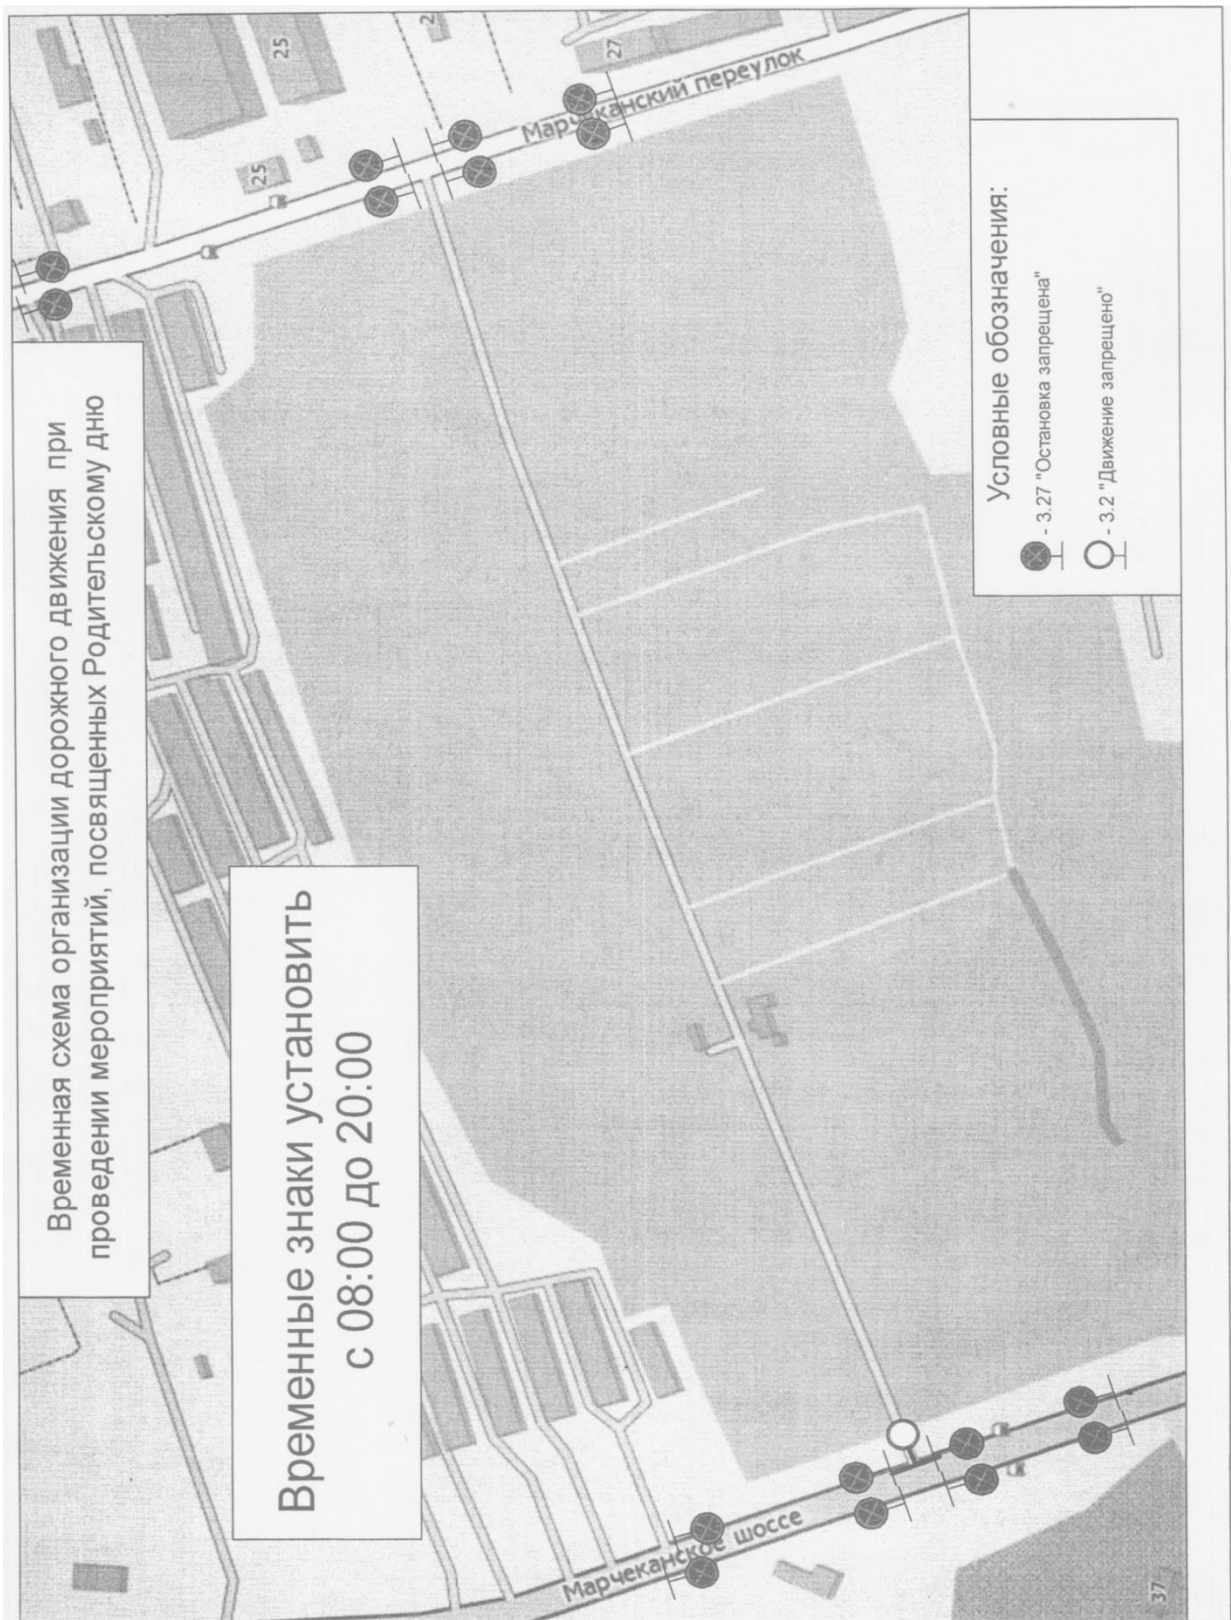 Временная схема организации дорожного движения при
проведении мероприятий, посвященных Родительскому дню
Временные знаки установить
с 08:00 до 20:00
25
2
25
27
Марчеканский переулок
Марчеканское шоссе
37
Условные обозначения:
- 3.27 "Остановка запрещена"
- 3.2 "Движение запрещено"